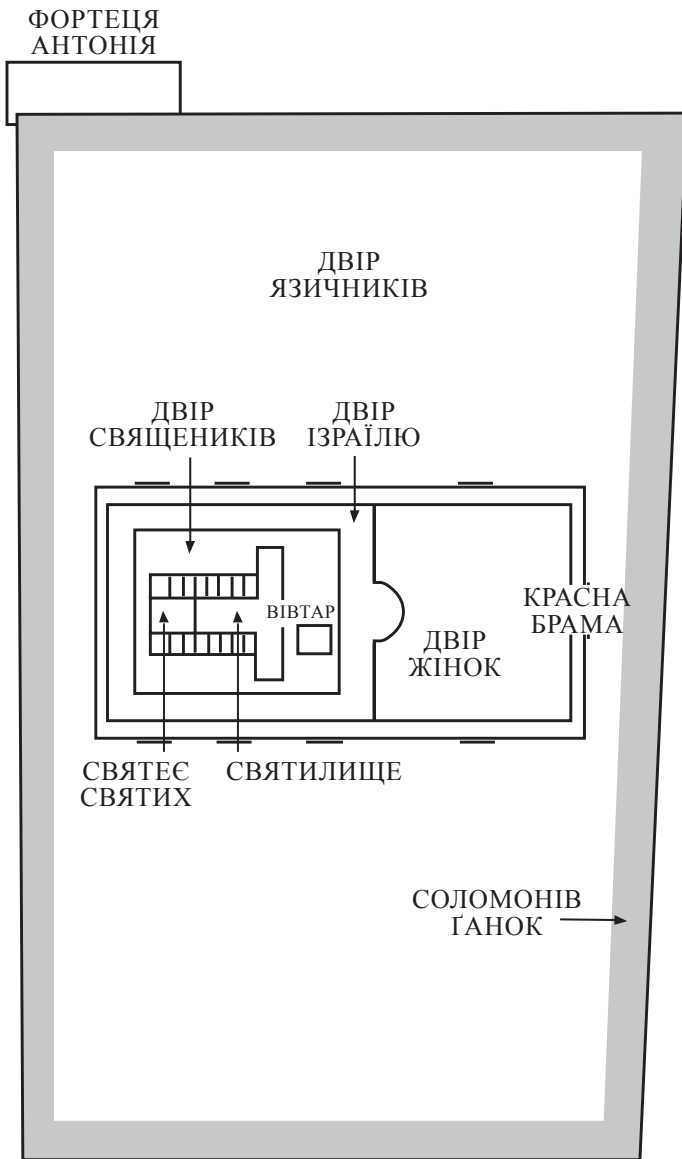 ФОРТЕЦЯ
АНТОНІЯ
ДВІР
ЯЗИЧНИКІВ
ДВІР
СВЯЩЕНИКІВ
ДВІР
ІЗРАЇЛЮ
ВІВТАР
ДВІР
ЖІНОК
КРАСНА
БРАМА
СВЯТЕЄ
СВЯТИХ
СВЯТИЛИЩЕ
СОЛОМОНІВ
ҐАНОК